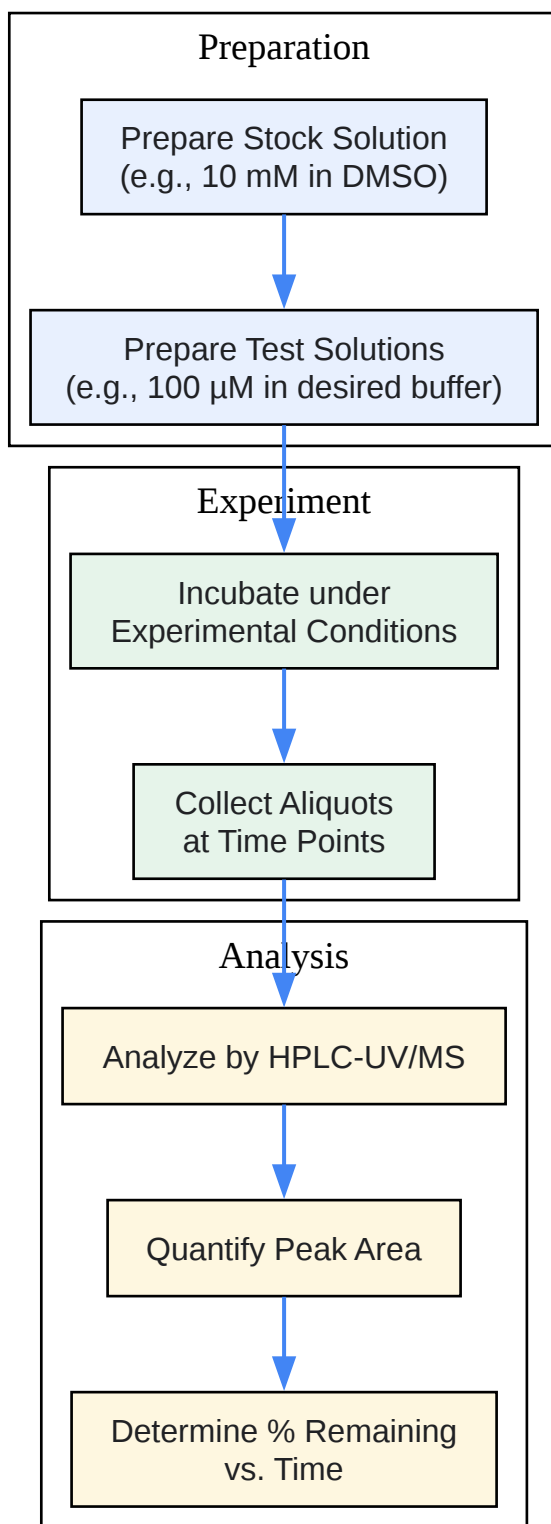 Preparation
Prepare Stock Solution
(e.g., 10 mM in DMSO)
Prepare Test Solutions
(e.g., 100 µM in desired buffer)
Experiment
Incubate under
Experimental Conditions
Collect Aliquots
at Time Points
Analysis
Analyze by HPLC-UV/MS
Quantify Peak Area
Determine % Remaining
vs. Time